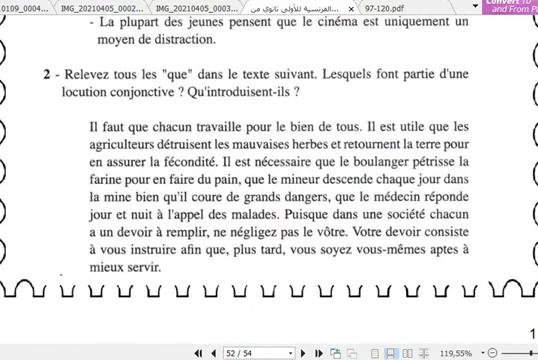 .0109_0004...
IMG_20210405_0002...
IMG_20210405_0003...
97-120.pdf
Convert
and From P
- La plupart des jeunes pensent que le cinéma est uniquement un
moyen de distraction.
2 - Relevez tous les "que" dans le texte suivant. Lesquels font partie d'une
locution conjonctive ? Qu'introduisent-ils ?
Il faut que chacun travaille pour le bien de tous. Il est utile que les
agriculteurs détruisent les mauvaises herbes et retournent la terre pour
en assurer la fécondité. Il est nécessaire que le boulanger pétrisse la
farine pour en faire du pain, que le mineur descende chaque jour dans
la mine bien qu'il coure de grands dangers, que le médecin réponde
jour et nuit à l'appel des malades. Puisque dans une société chacun
a un devoir à remplir, ne négligez pas le vôtre. Votre devoir consiste
à vous instruire afin que, plus tard, vous soyez vous-mêmes aptes à
mieux servir.
52 / 54
119,55%